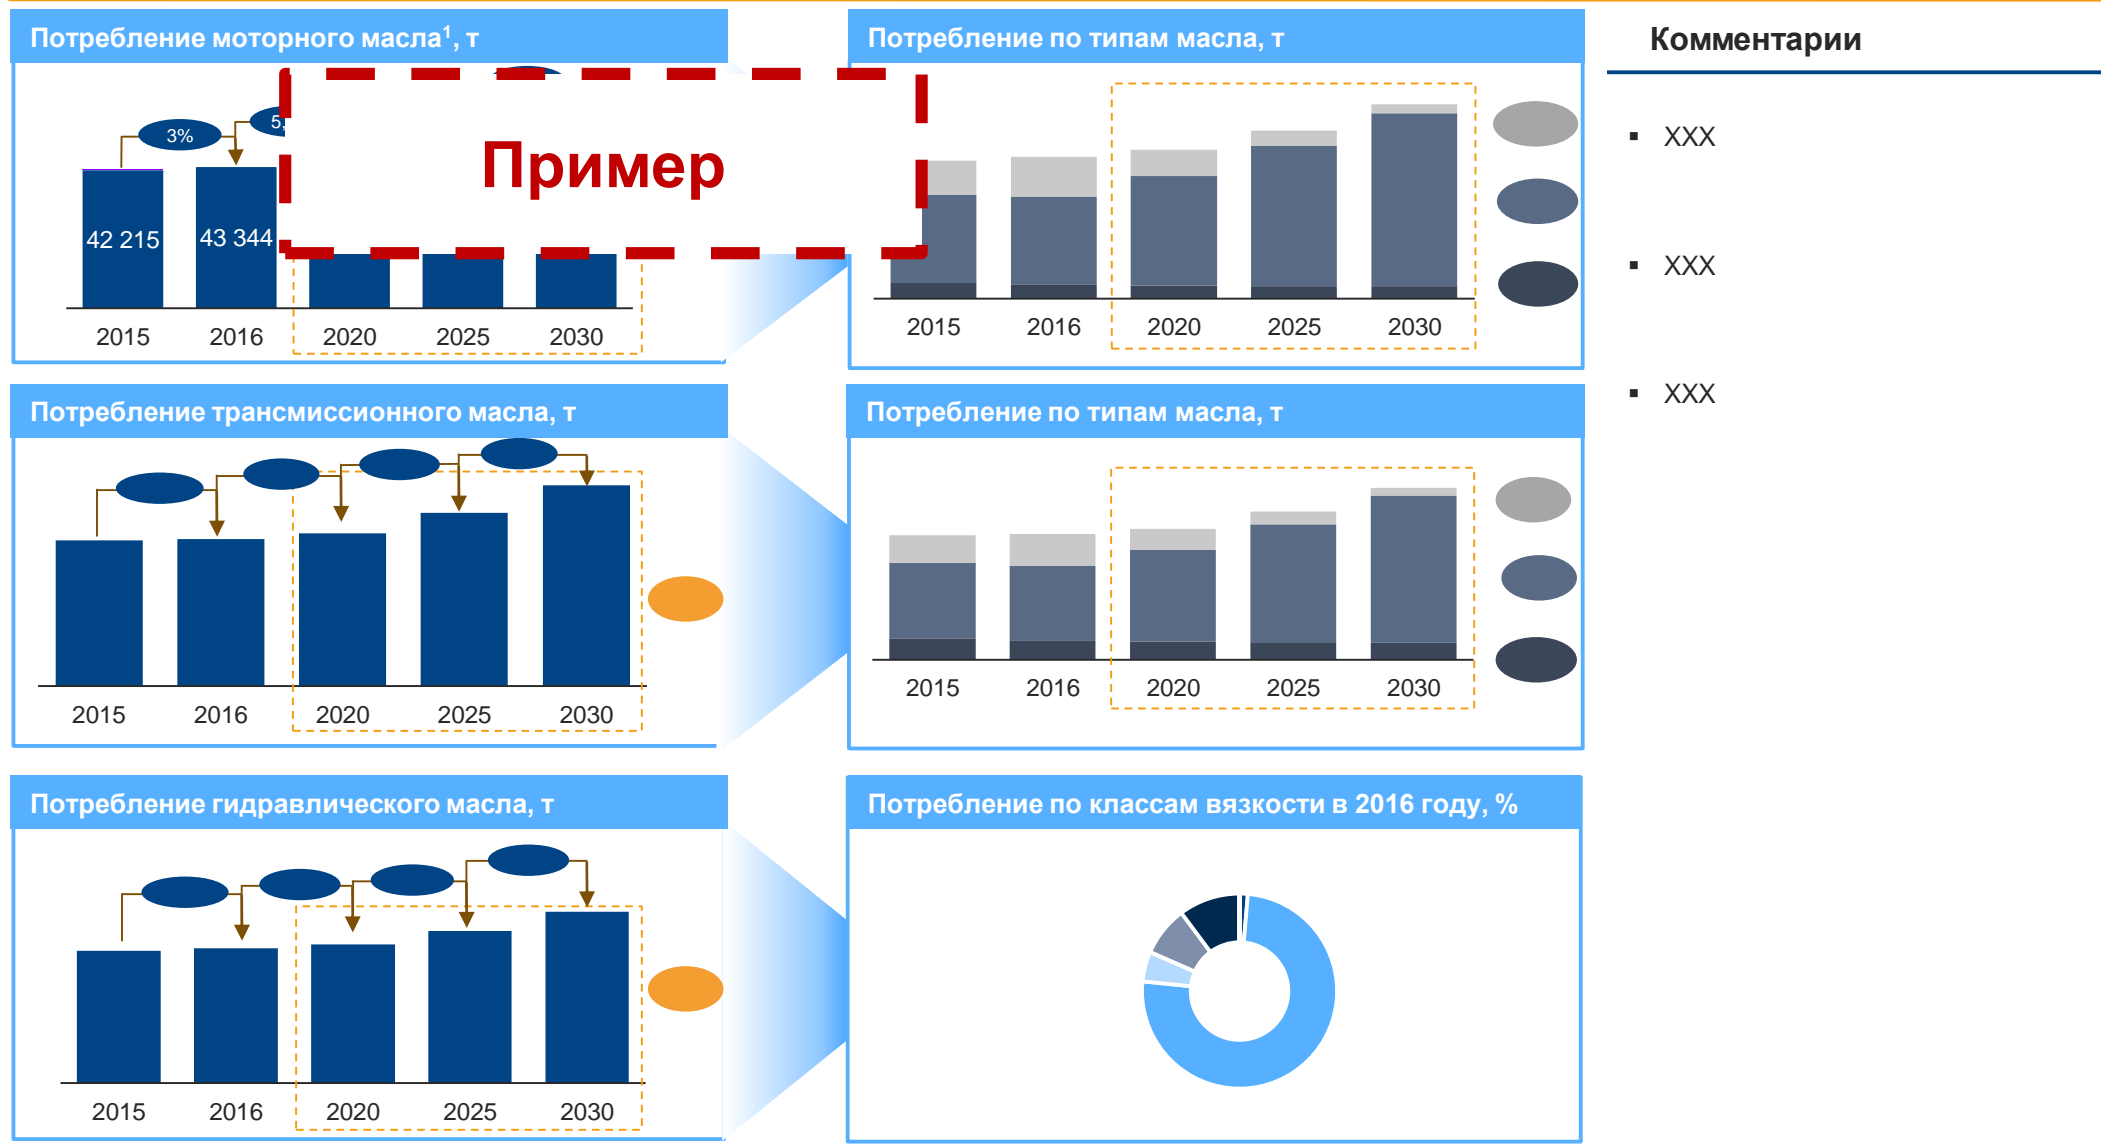 Потребление моторного масла¹, т
3%
5,
42 215
43 344
2015 2016 2020 2025 2030
Пример
Потребление по типам масла, т
2015 2016 2020 2025 2030
Комментарии
▪ XXX
▪ XXX
▪ XXX
Потребление трансмиссионного масла, т
2015 2016 2020 2025 2030
Потребление по типам масла, т
2015 2016 2020 2025 2030
Потребление гидравлического масла, т
2015 2016 2020 2025 2030
Потребление по классам вязкости в 2016 году, %